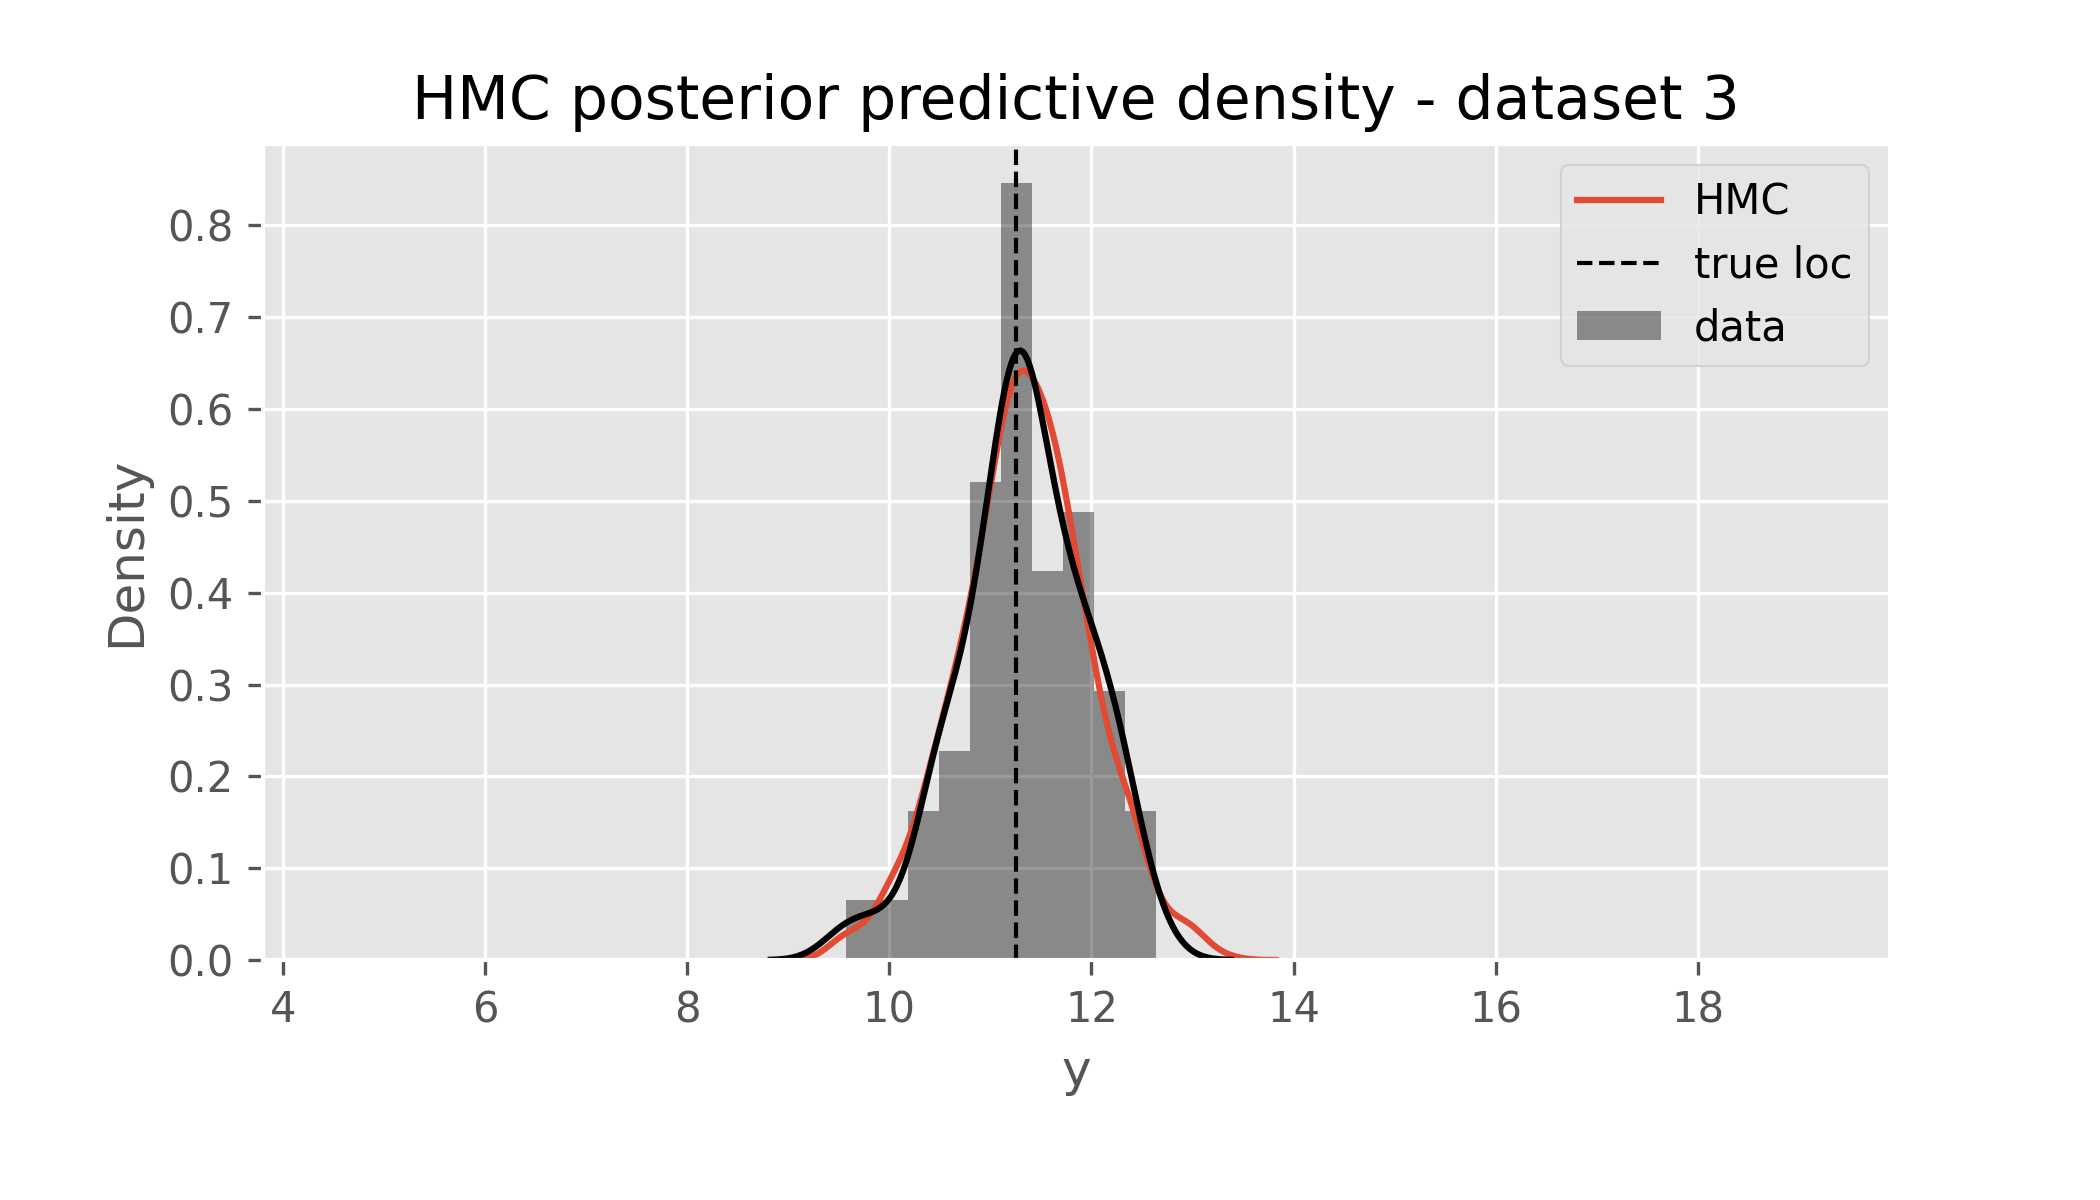 HMC posterior predictive density - dataset 3
HMC
true loc
data
0.8
0.7
0.6
0.5
0.4
0.3
0.2
0.1
0.0
Density
4 6 8 10 12 14 16 18
y